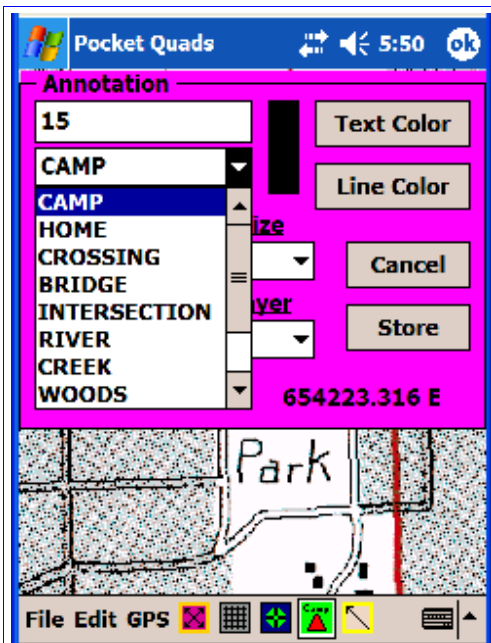 Pocket Quads 5:50 ok
Annotation
15
Text Color
CAMP
Line Color
CAMP
HOME
ize
CROSSING
Cancel
BRIDGE
INTERSECTION
yer
RIVER
Store
CREEK
WOODS
654223.316 E
Park
File Edit GPS Camp